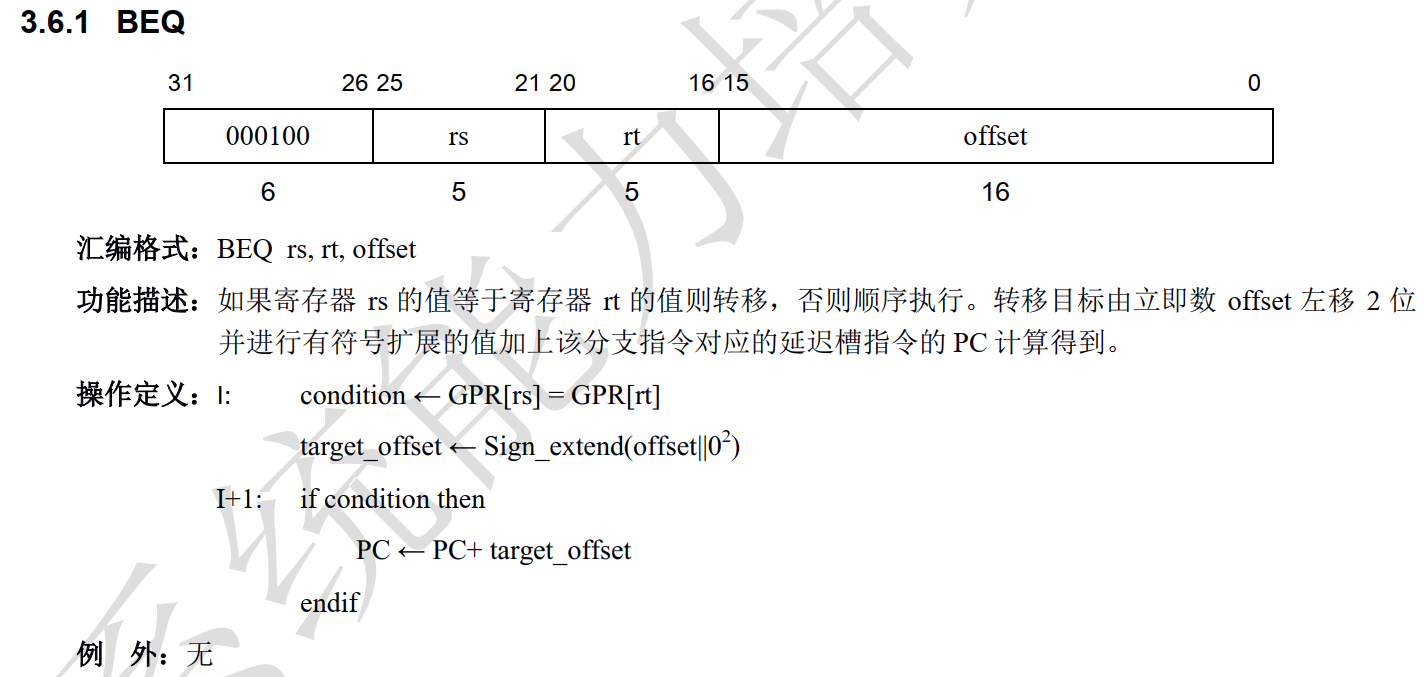 3.6.1 BEQ
31 26 25 21 20 16 15 0
000100 rs rt offset
6 5 5 16
汇编格式：BEQ rs, rt, offset
功能描述：如果寄存器 rs 的值等于寄存器 rt 的值则转移，否则顺序执行。转移目标由立即数 offset 左移 2 位
并进行有符号扩展的值加上该分支指令对应的延迟槽指令的 PC 计算得到。
操作定义：I: condition ← GPR[rs] = GPR[rt]
target_offset ← Sign_extend(offset||0²)
I+1: if condition then
PC ← PC+ target_offset
endif
例 外：无
系统能力培